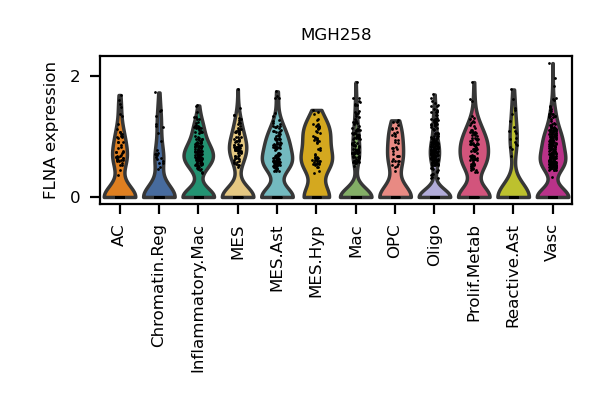 MGH258
FLNA expression
2
0
AC
Chromatin.Reg
Inflammatory.Mac
MES
MES.Ast
MES.Hyp
Mac
OPC
Oligo
Prolif.Metab
Reactive.Ast
Vasc